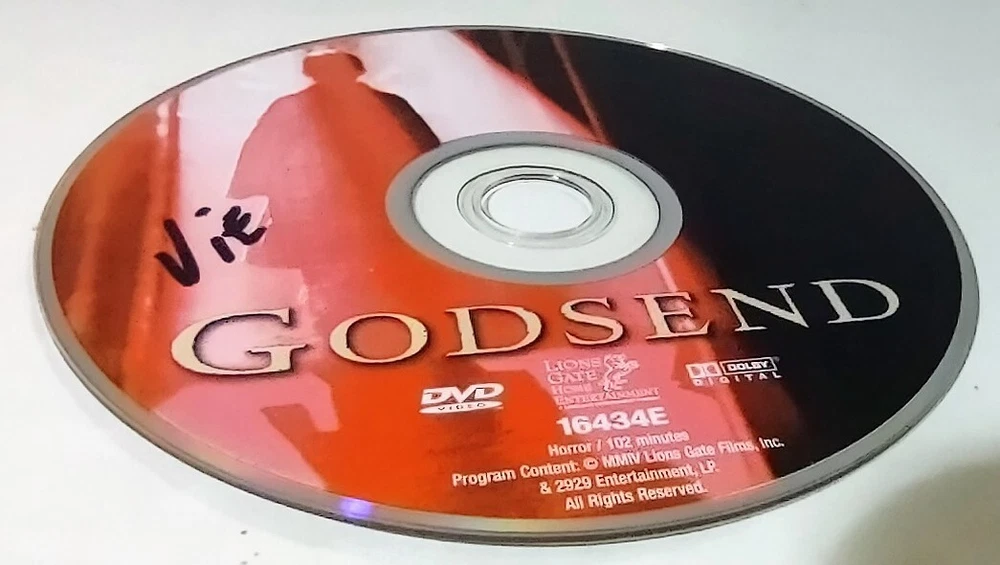 ViE
GODSEND
DVD
VIDEO
LIONS
GATE
HOME
ENTERTAINMENT
DOLBY
DIGITAL
16434E
Horror / 102 minutes
Program Content: © MMIV Lions Gate Films, Inc.
& 2929 Entertainment, LP.
All Rights Reserved.